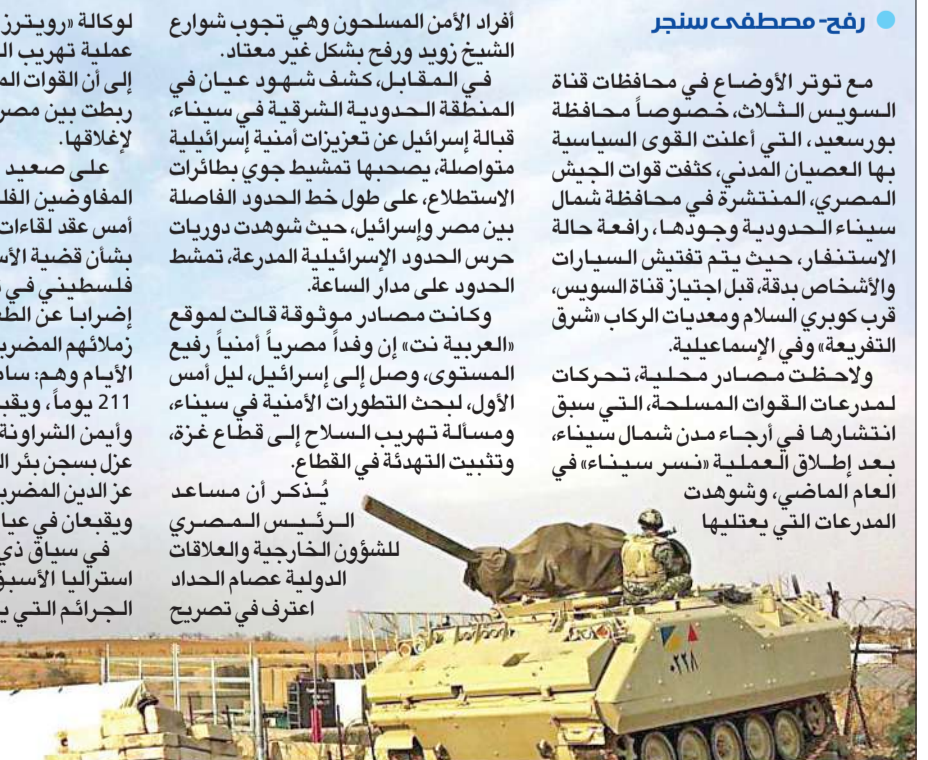 رفح- مصطفى سنجر
مع توتر الأوضاع في محافظات قناة
السويس الثلاث، خصوصاً محافظة
بورسعيد، التي أعلنت القوى السياسية
بها العصيان المدني، كثفت قوات الجيش
المصري، المنتشرة في محافظة شمال
سيناء الحدودية وجودها، رافعة حالة
الاستنفار، حيث يتم تفتيش السيارات
والأشخاص بدقة، قبل اجتياز قناة السويس،
قرب كوبري السلام ومعديات الركاب «شرق
التفريعة» وفي الإسماعيلية.
ولاحظت مصادر محلية، تحركات
لمدرعات القوات المسلحة، التي سبق
انتشارها في أرجاء مدن شمال سيناء،
بعد إطلاق العملية «نسر سيناء» في
العام الماضي، وشوهدت
المدرعات التي يعتليها
أفراد الأمن المسلحون وهي تجوب شوارع
الشيخ زويد ورفح بشكل غير معتاد.
في المقابل، كشف شهود عيان في
المنطقة الحدودية الشرقية في سيناء،
قبالة إسرائيل عن تعزيزات أمنية إسرائيلية
متواصلة، يصحبها تمشيط جوي بطائرات
الاستطلاع، على طول خط الحدود الفاصلة
بين مصر وإسرائيل، حيث شوهدت دوريات
حرس الحدود الإسرائيلية المدرعة، تمشط
الحدود على مدار الساعة.
وكانت مصادر موثوقة قالت لموقع
«العربية نت» إن وفداً مصرياً أمنياً رفيع
المستوى، وصل إلى إسرائيل، ليل أمس
الأول، لبحث التطورات الأمنية في سيناء،
ومسألة تهريب السلاح إلى قطاع غزة،
وتثبيت التهدئة في القطاع.
يُذكر أن مساعد
الرئيس المصري
للشؤون الخارجية والعلاقات
الدولية عصام الحداد
اعترف في تصريح
لوكالة «رويترز
عملية تهريب ال
إلى أن القوات الم
ربطت بين مصر
لإغلاقها.
على صعيد
المفاوضين الفل
أمس عقد لقاءات
بشأن قضية الأس
فلسطيني في
إضرابا عن الطع
زملائهم المضربي
الأيام وهم: سام
211 يوماً، ويقب
وأيمن الشراونة
عزل بسجن بئر ال
عز الدين المضربا
ويقبعان في عيا
في سياق ذي
استراليا الأسبق
الجرائم التي ي
٠٢٢٨